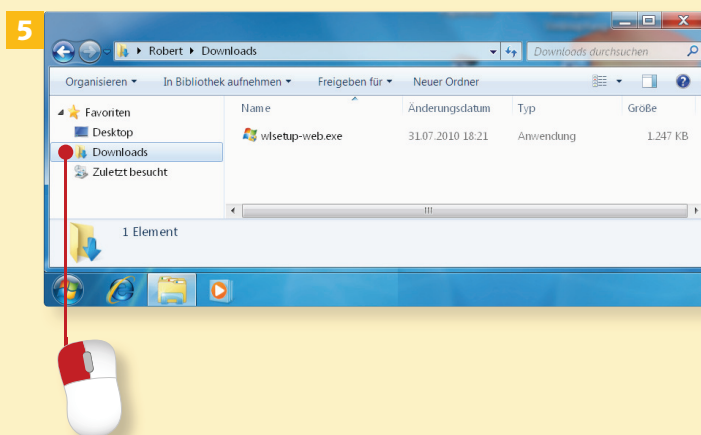 5
Robert Downloads
Downloads durchsuchen
Organisieren In Bibliothek aufnehmen Freigeben für Neuer Ordner
Favoriten
Desktop
Downloads
Zuletzt besucht
Name Änderungsdatum Typ Größe
wlsetup-web.exe 31.07.2010 18:21 Anwendung 1.247 KB
1 Element